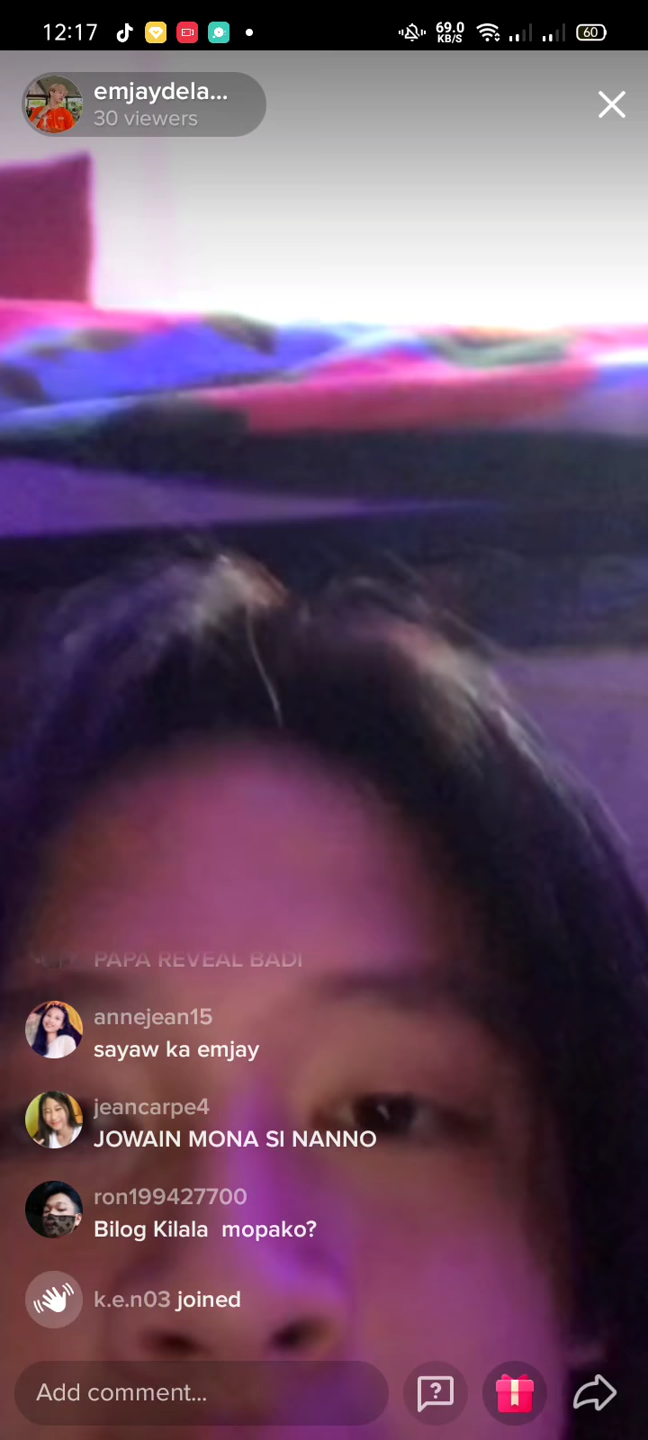 12:17
69.0
KB/S
60
emjaydela...
30 viewers
PAPA REVEAL BADI
annejean15
sayaw ka emjay
jeancarpe4
JOWAIN MONA SI NANNO
ron199427700
Bilog Kilala  mopako?
k.e.n03 joined
Add comment...